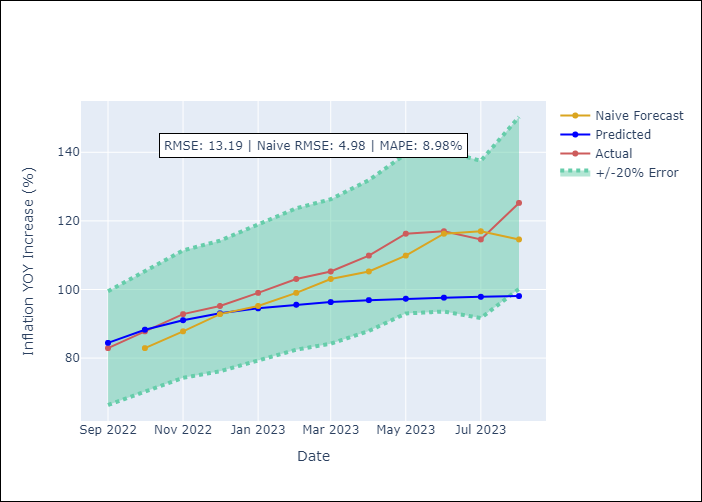 RMSE: 13.19 | Naive RMSE: 4.98 | MAPE: 8.98%
Naive Forecast
Predicted
Actual
+/-20% Error
Inflation YOY Increase (%)
140
120
100
80
Sep 2022
Nov 2022
Jan 2023
Mar 2023
May 2023
Jul 2023
Date